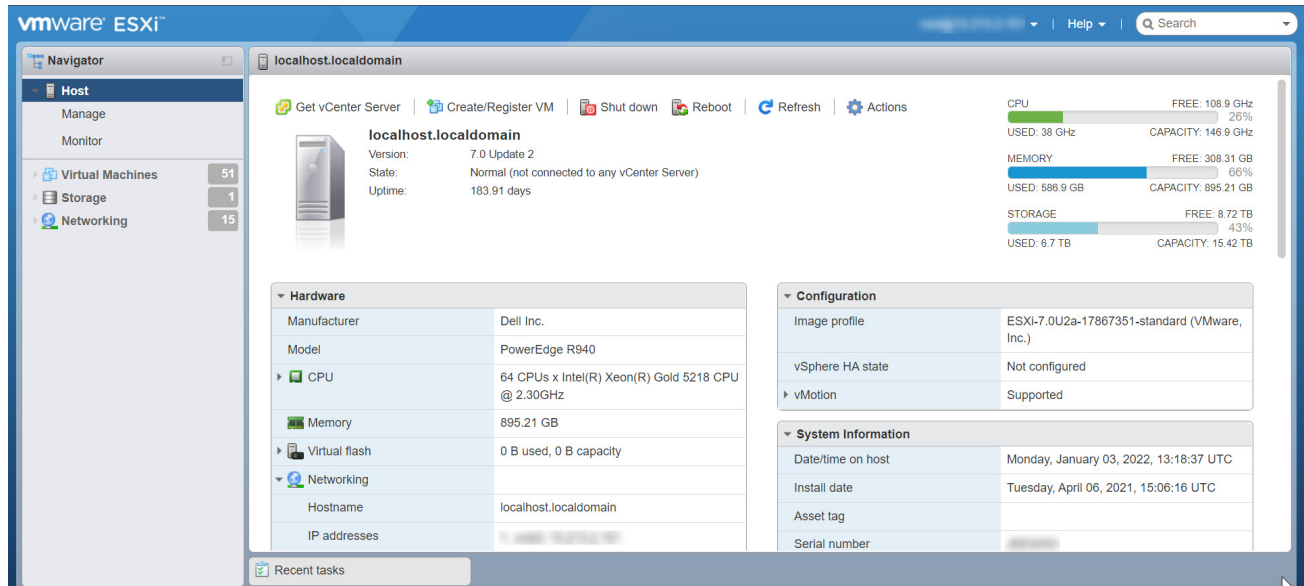 vmware ESXi™
Help
Search
Navigator
Host
Manage
Monitor
Virtual Machines 51
Storage 1
Networking 15
localhost.localdomain
Get vCenter Server Create/Register VM Shut down Reboot Refresh Actions
localhost.localdomain
Version: 7.0 Update 2
State: Normal (not connected to any vCenter Server)
Uptime: 183.91 days
CPU FREE: 108.9 GHz
26%
USED: 38 GHz CAPACITY: 146.9 GHz
MEMORY FREE: 308.31 GB
66%
USED: 586.9 GB CAPACITY: 895.21 GB
STORAGE FREE: 8.72 TB
43%
USED: 6.7 TB CAPACITY: 15.42 TB
Hardware
Manufacturer Dell Inc.
Model PowerEdge R940
CPU 64 CPUs x Intel(R) Xeon(R) Gold 5218 CPU
@ 2.30GHz
Memory 895.21 GB
Virtual flash 0 B used, 0 B capacity
Networking
Hostname localhost.localdomain
IP addresses
Configuration
Image profile ESXi-7.0U2a-17867351-standard (VMware,
Inc.)
vSphere HA state Not configured
vMotion Supported
System Information
Date/time on host Monday, January 03, 2022, 13:18:37 UTC
Install date Tuesday, April 06, 2021, 15:06:16 UTC
Asset tag
Serial number
Recent tasks